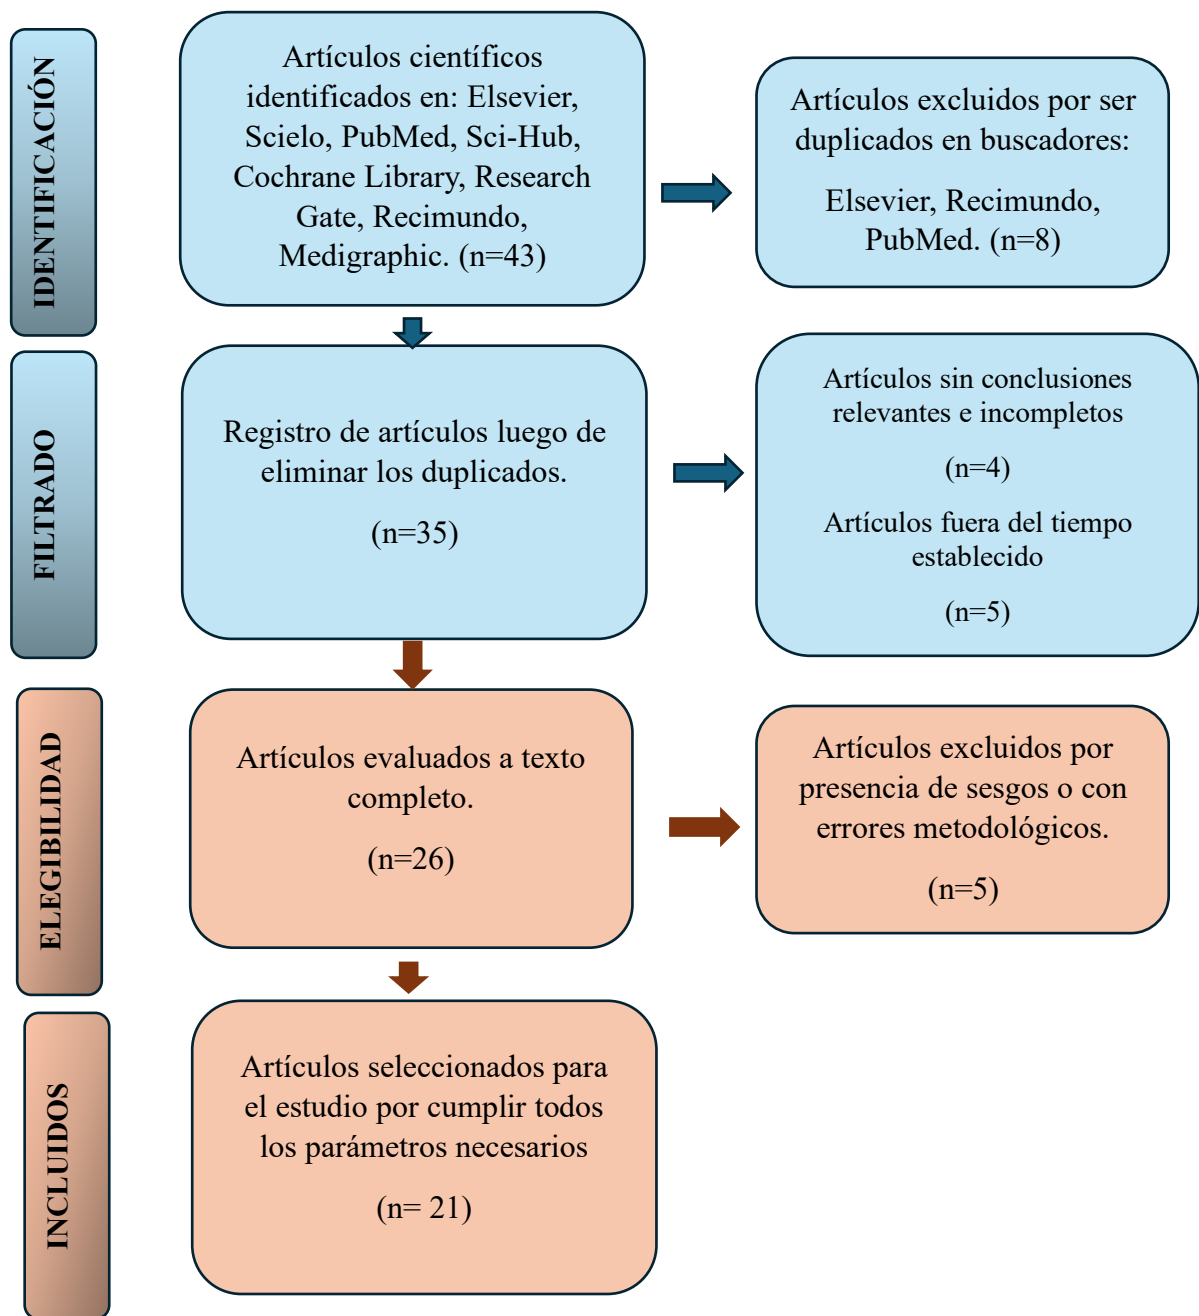 IDENTIFICACIÓN
Artículos científicos
identificados en: Elsevier,
Scielo, PubMed, Sci-Hub,
Cochrane Library, Research
Gate, Recimundo,
Medigraphic. (n=43)
Artículos excluidos por ser
duplicados en buscadores:
Elsevier, Recimundo,
PubMed. (n=8)
FILTRADO
Registro de artículos luego de
eliminar los duplicados.
(n=35)
Artículos sin conclusiones
relevantes e incompletos
(n=4)
Artículos fuera del tiempo
establecido
(n=5)
ELEGIBILIDAD
Artículos evaluados a texto
completo.
(n=26)
Artículos excluidos por
presencia de sesgos o con
errores metodológicos.
(n=5)
INCLUIDOS
Artículos seleccionados para
el estudio por cumplir todos
los parámetros necesarios
(n= 21)